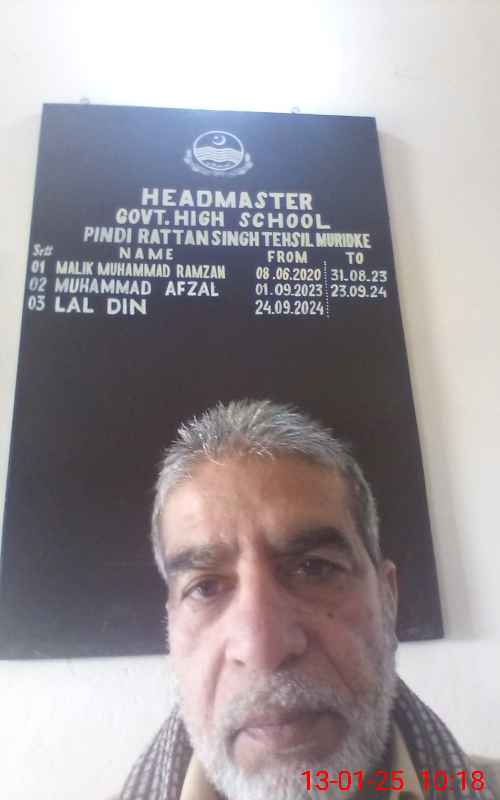 HEADMASTER
GOVT. HIGH SCHOOL
PINDI RATTAN SINGH TEHSIL MURIDKE
Sr# NAME FROM TO
01 MALIK MUHAMMAD RAMZAN 08.06.2020 31.08.23
02 MUHAMMAD AFZAL 01.09.2023 23.09.24
03 LAL DIN 24.09.2024
13-01-25 10:18